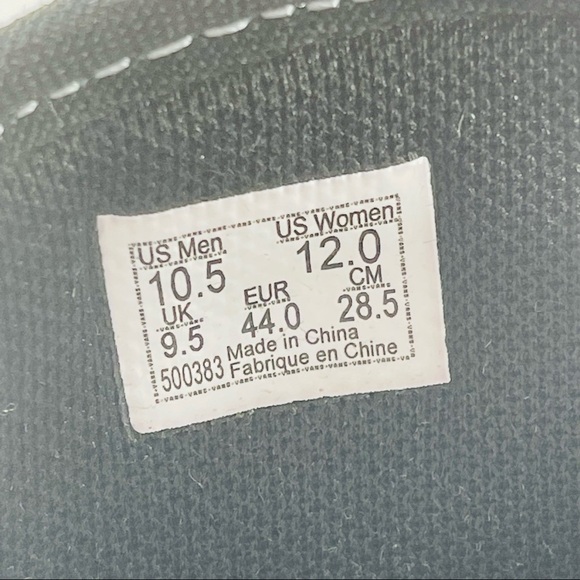 US Men US Women
10.5 12.0
UK EUR CM
9.5 44.0 28.5
500383 Made in China
Fabrique en Chine